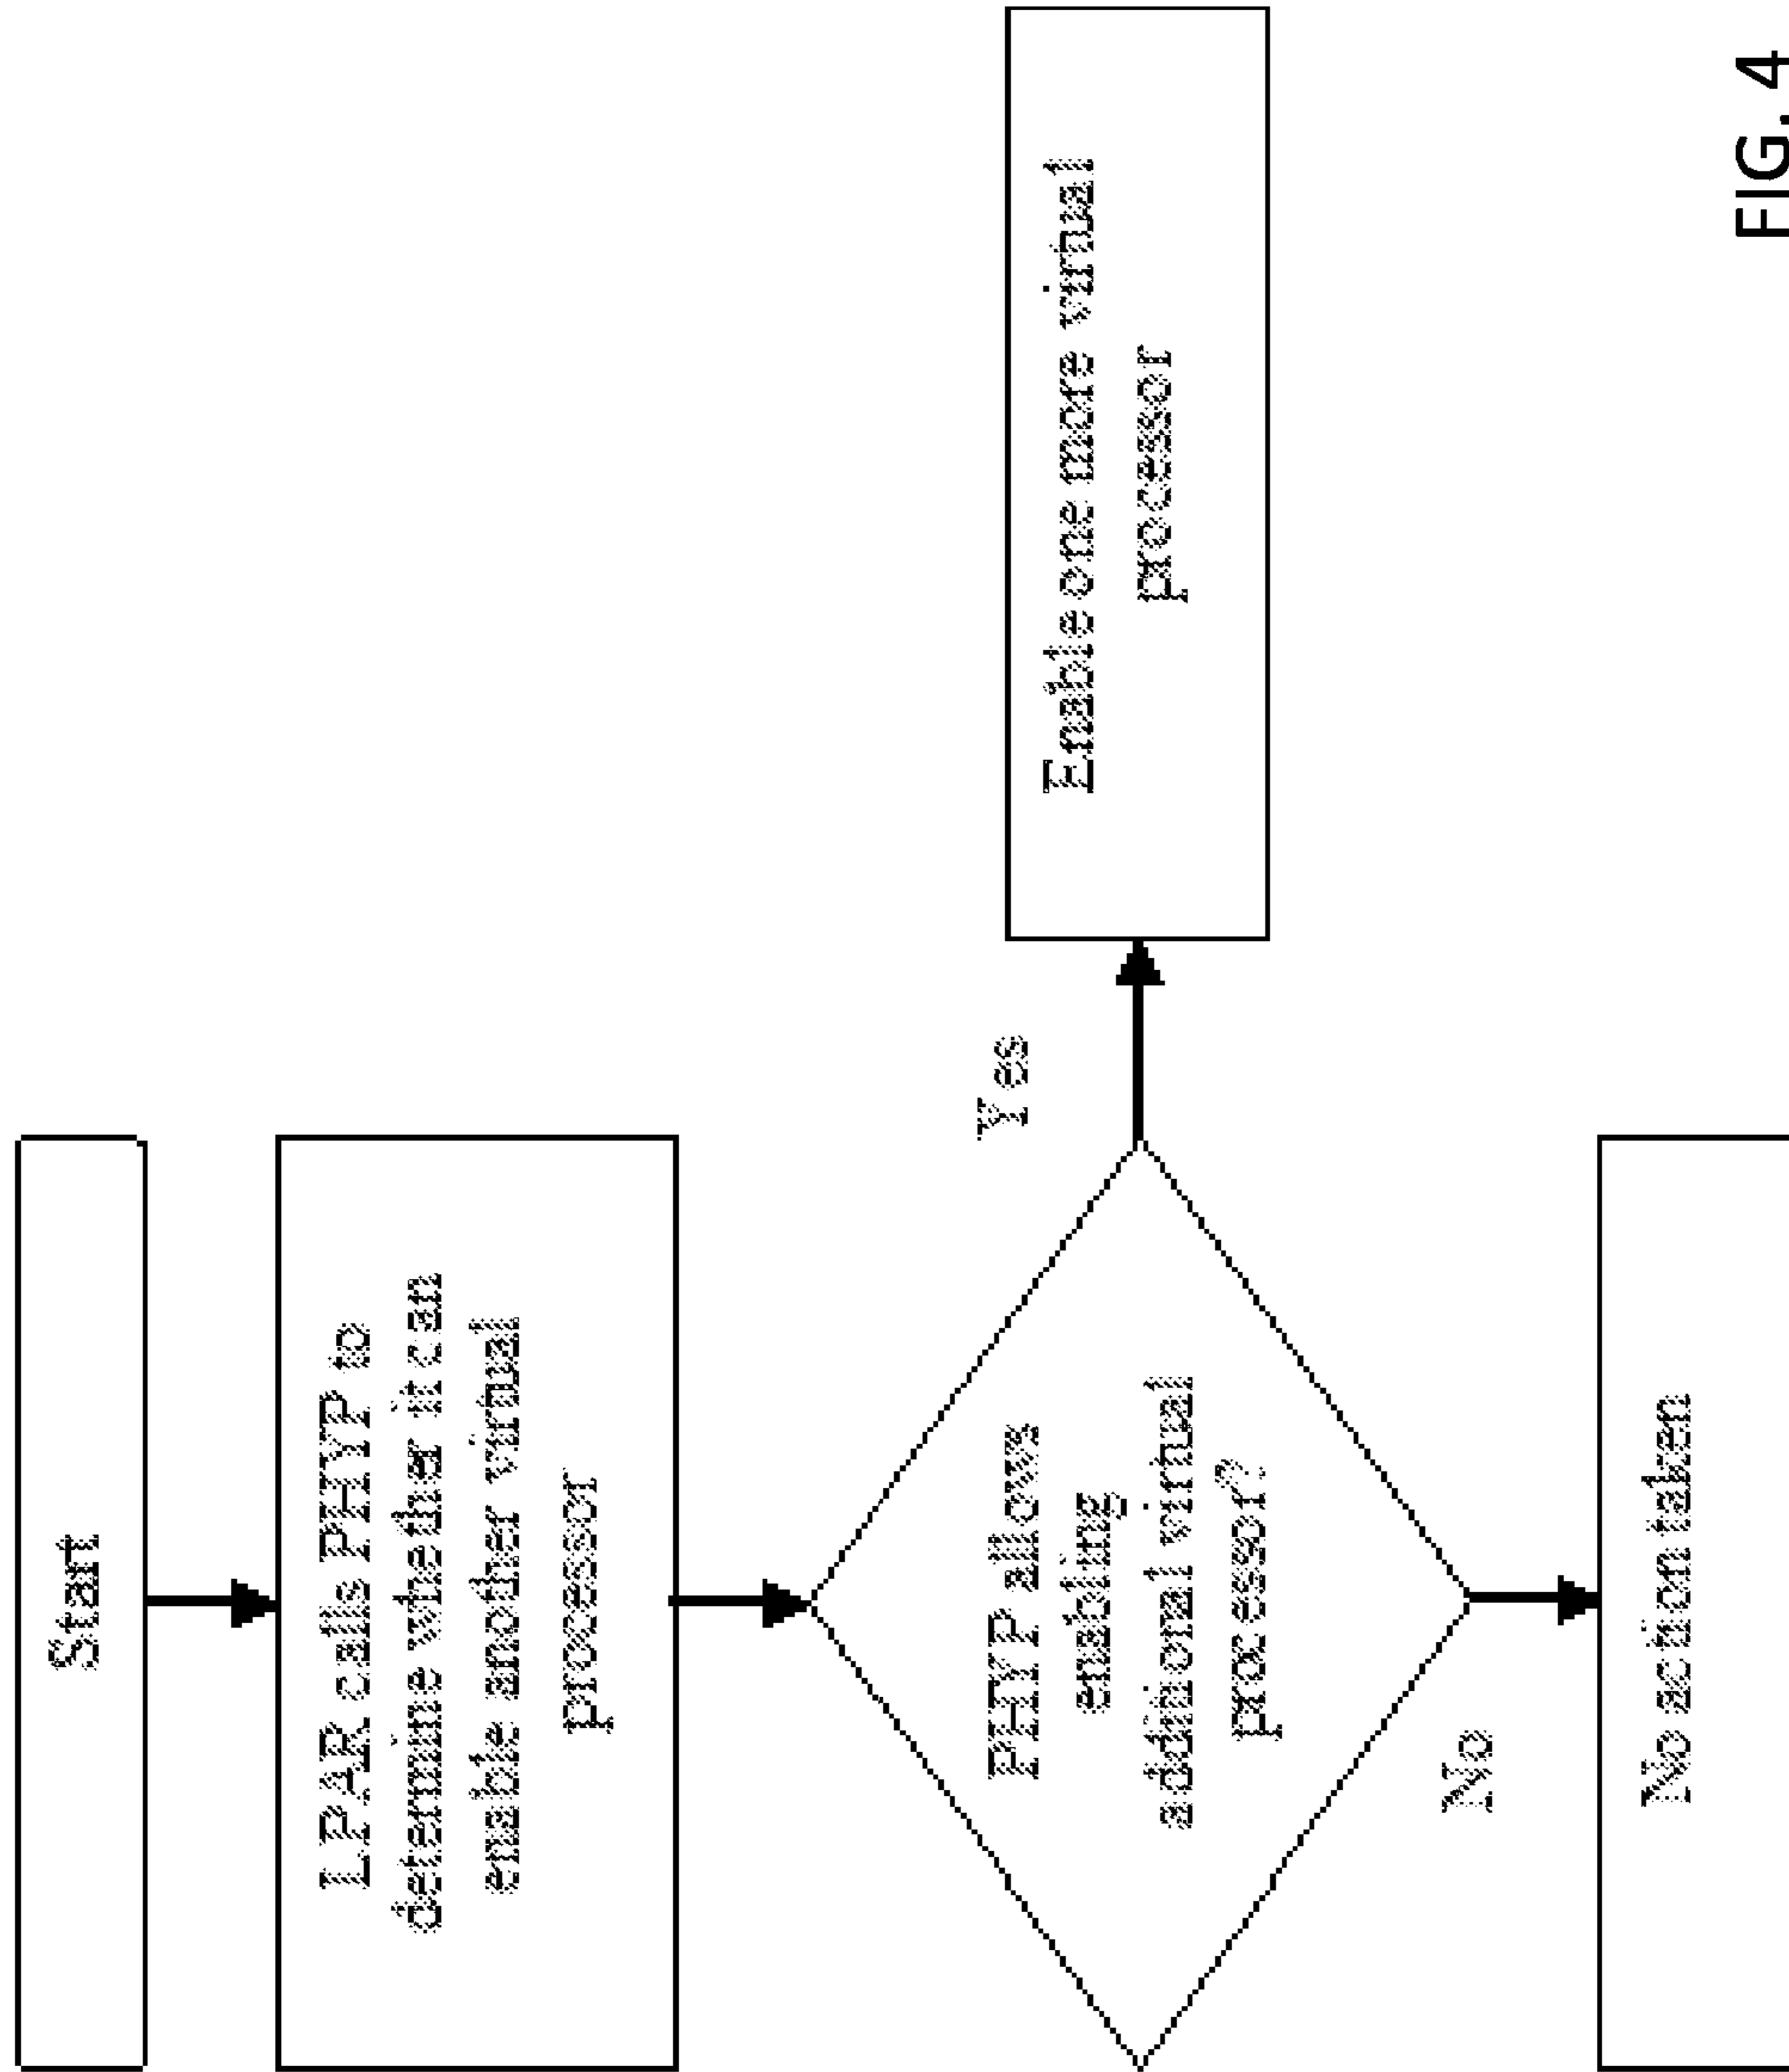 Start
LPAR calls PHYP to
determine whether it can
enable another virtual
processor
PHYP allows
enabling
additional virtual
processor?
Yes
Enable one more virtual
processor
No
No action taken
FIG. 4